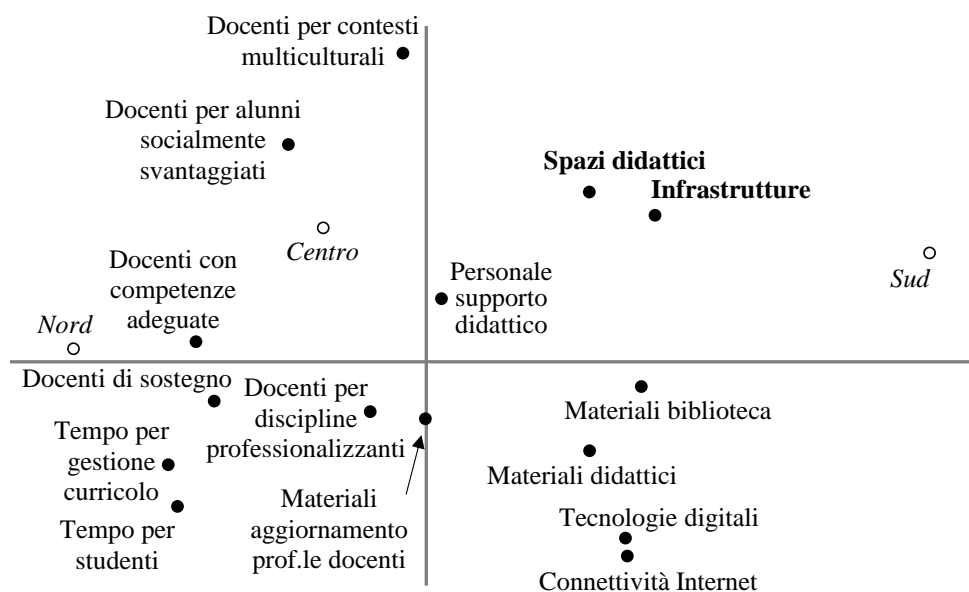 Docenti per contesti
multiculturali
Docenti per alunni
socialmente
svantaggiati
Spazi didattici
Infrastrutture
Centro
Docenti con
competenze
adeguate
Personale
supporto
didattico
Sud
Nord
Docenti di sostegno
Docenti per
discipline
professionalizzanti
Materiali biblioteca
Tempo per
gestione
curricolo
Materiali didattici
Materiali
aggiornamento
prof.le docenti
Tecnologie digitali
Tempo per
studenti
Connettività Internet